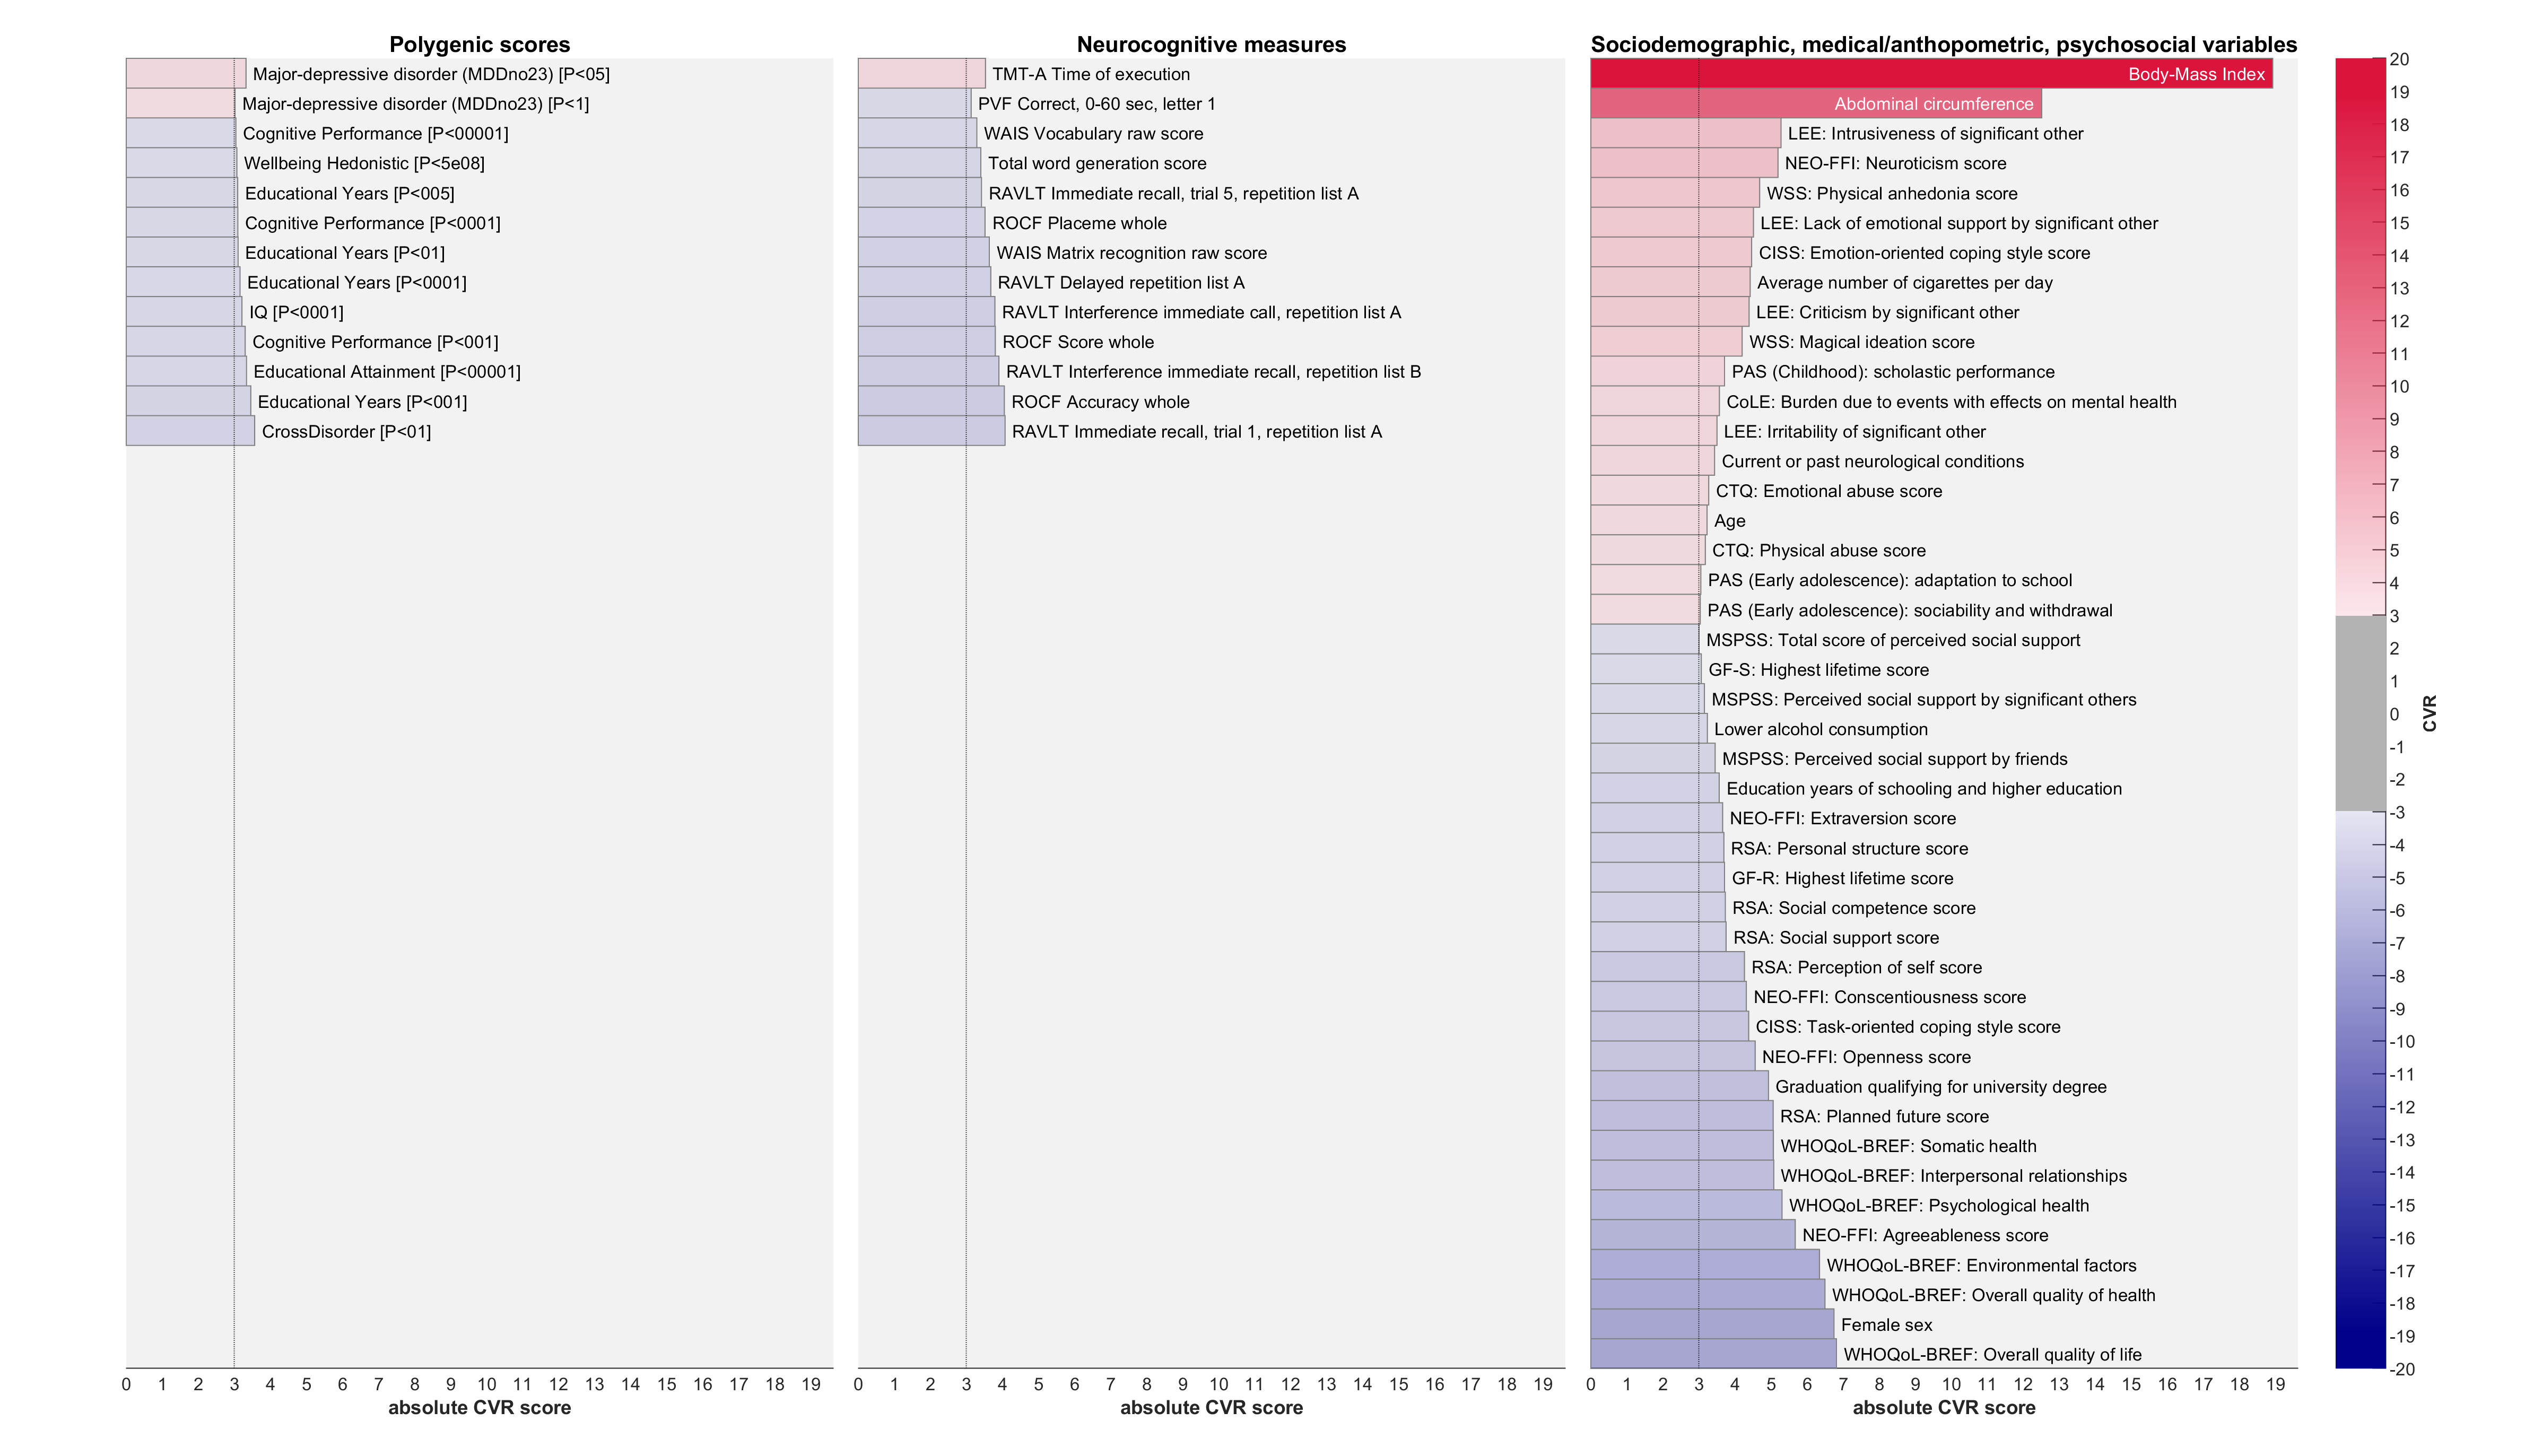 Polygenic scores
Major-depressive disorder (MDDno23) [P<05]
Major-depressive disorder (MDDno23) [P<1]
Cognitive Performance [P<00001]
Wellbeing Hedonistic [P<5e08]
Educational Years [P<005]
Cognitive Performance [P<0001]
Educational Years [P<01]
Educational Years [P<0001]
IQ [P<0001]
Cognitive Performance [P<001]
Educational Attainment [P<00001]
Educational Years [P<001]
CrossDisorder [P<01]
0 1 2 3 4 5 6 7 8 9 10 11 12 13 14 15 16 17 18 19
absolute CVR score
Neurocognitive measures
TMT-A Time of execution
PVF Correct, 0-60 sec, letter 1
WAIS Vocabulary raw score
Total word generation score
RAVLT Immediate recall, trial 5, repetition list A
ROCF Placeme whole
WAIS Matrix recognition raw score
RAVLT Delayed repetition list A
RAVLT Interference immediate call, repetition list A
ROCF Score whole
RAVLT Interference immediate recall, repetition list B
ROCF Accuracy whole
RAVLT Immediate recall, trial 1, repetition list A
0 1 2 3 4 5 6 7 8 9 10 11 12 13 14 15 16 17 18 19
absolute CVR score
Sociodemographic, medical/anthopometric, psychosocial variables
Body-Mass Index
Abdominal circumference
LEE: Intrusiveness of significant other
NEO-FFI: Neuroticism score
WSS: Physical anhedonia score
LEE: Lack of emotional support by significant other
CISS: Emotion-oriented coping style score
Average number of cigarettes per day
LEE: Criticism by significant other
WSS: Magical ideation score
PAS (Childhood): scholastic performance
CoLE: Burden due to events with effects on mental health
LEE: Irritability of significant other
Current or past neurological conditions
CTQ: Emotional abuse score
Age
CTQ: Physical abuse score
PAS (Early adolescence): adaptation to school
PAS (Early adolescence): sociability and withdrawal
MSPSS: Total score of perceived social support
GF-S: Highest lifetime score
MSPSS: Perceived social support by significant others
Lower alcohol consumption
MSPSS: Perceived social support by friends
Education years of schooling and higher education
NEO-FFI: Extraversion score
RSA: Personal structure score
GF-R: Highest lifetime score
RSA: Social competence score
RSA: Social support score
RSA: Perception of self score
NEO-FFI: Conscentiousness score
CISS: Task-oriented coping style score
NEO-FFI: Openness score
Graduation qualifying for university degree
RSA: Planned future score
WHOQoL-BREF: Somatic health
WHOQoL-BREF: Interpersonal relationships
WHOQoL-BREF: Psychological health
NEO-FFI: Agreeableness score
WHOQoL-BREF: Environmental factors
WHOQoL-BREF: Overall quality of health
Female sex
WHOQoL-BREF: Overall quality of life
0 1 2 3 4 5 6 7 8 9 10 11 12 13 14 15 16 17 18 19
absolute CVR score
20
19
18
17
16
15
14
13
12
11
10
9
8
7
6
5
4
3
2
1
0
-1
-2
-3
-4
-5
-6
-7
-8
-9
-10
-11
-12
-13
-14
-15
-16
-17
-18
-19
-20
CVR